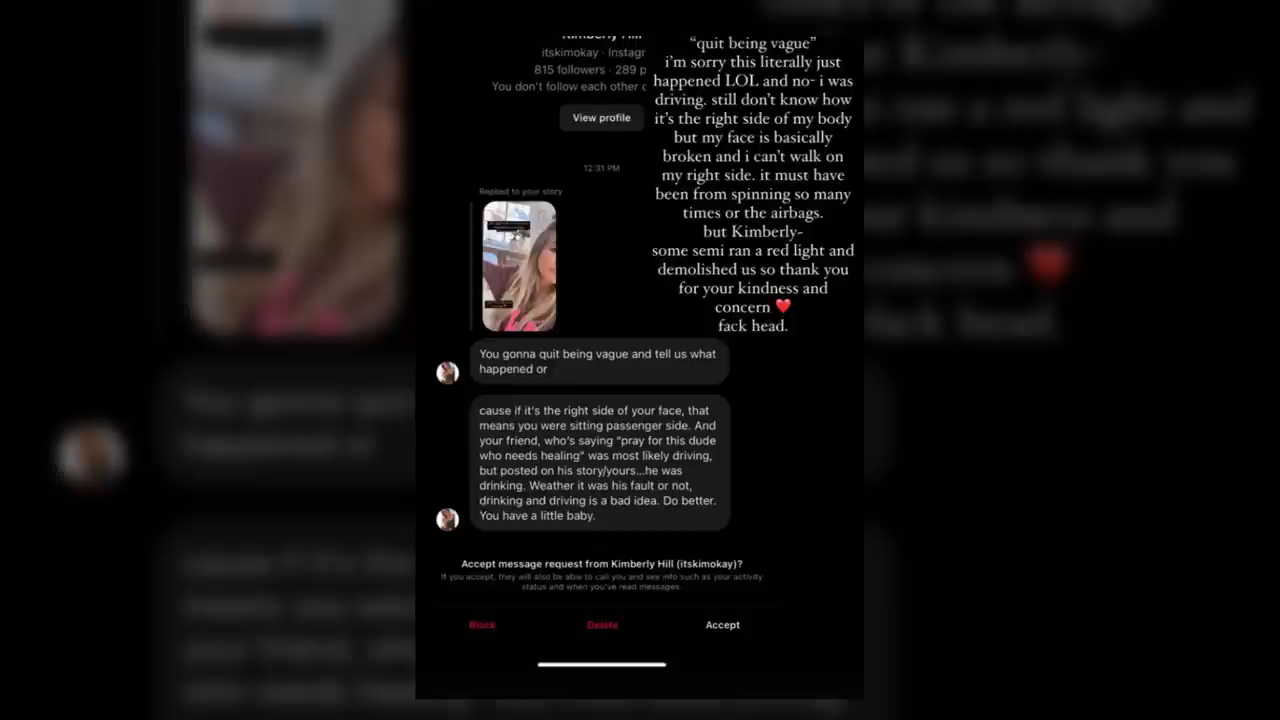 Kimberly Hill
itskimokay · Instagr
815 followers · 289 p
You don't follow each other o
View profile
12:31 PM
Replied to your story
You gonna quit being vague and tell us what
happened or
cause if it's the right side of your face, that
means you were sitting passenger side. And
your friend, who's saying "pray for this dude
who needs healing" was most likely driving,
but posted on his story/yours...he was
drinking. Weather it was his fault or not,
drinking and driving is a bad idea. Do better.
You have a little baby.
Accept message request from Kimberly Hill (itskimokay)?
If you accept, they will also be able to call you and see info such as your activity
status and when you've read messages.
Block
Delete
Accept
“quit being vague”
i’m sorry this literally just
happened LOL and no- i was
driving. still don’t know how
it’s the right side of my body
but my face is basically
broken and i can’t walk on
my right side. it must have
been from spinning so many
times or the airbags.
but Kimberly-
some semi ran a red light and
demolished us so thank you
for your kindness and
concern ❤️
fack head.